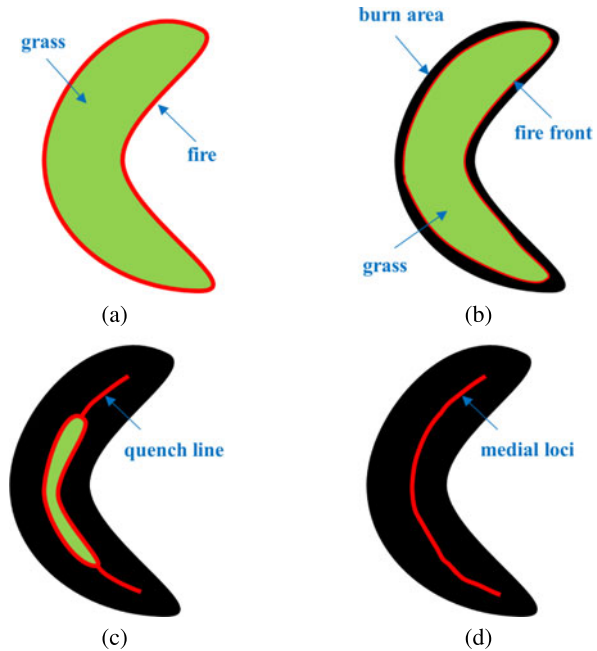 grass
fire
(a)
burn area
fire front
grass
(b)
quench line
(c)
medial loci
(d)